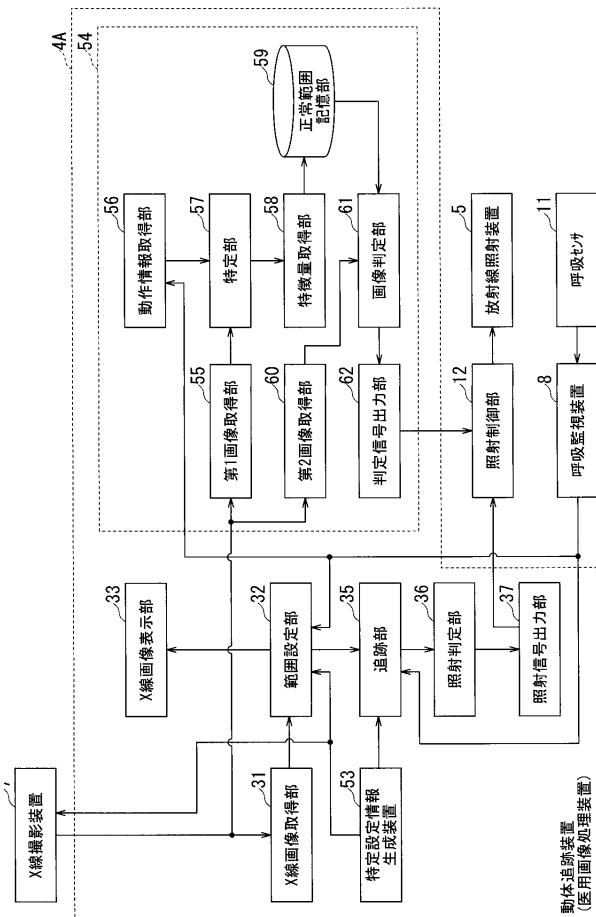 4A
54
56
動作情報取得部
57
特定部
58
特徴量取得部
59
正常範囲
記憶部
55
第1画像取得部
60
第2画像取得部
61
画像判定部
62
判定信号出力部
33
X線画像表示部
32
範囲設定部
35
追跡部
36
照射判定部
37
照射信号出力部
12
照射制御部
5
放射線照射装置
8
呼吸監視装置
11
呼吸センサ
X線撮影装置
31
X線画像取得部
53
特定設定情報
生成装置
動体追跡装置
(医用画像処理装置)